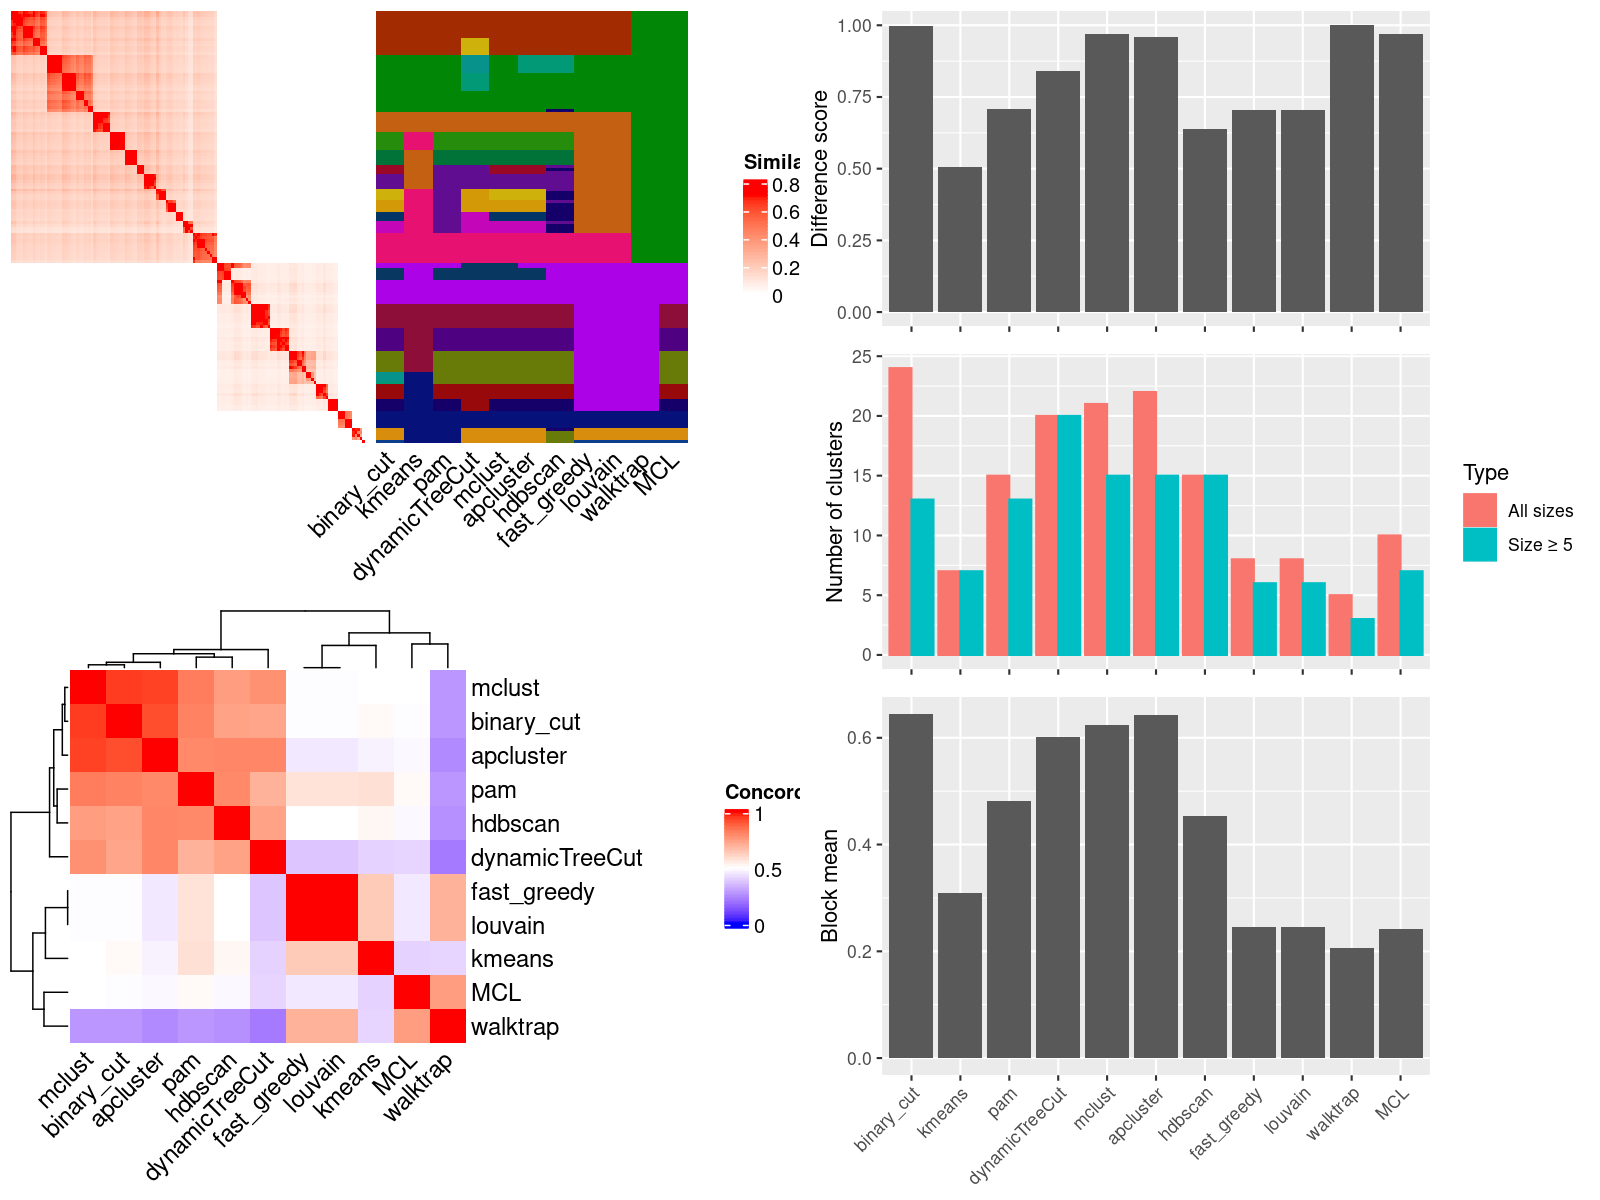 Simila
0.8
0.6
0.4
0.2
0
binary_cut
kmeans
pam
dynamicTreeCut
mclust
apcluster
hdbscan
fast_greedy
louvain
walktrap
MCL
mclust
binary_cut
apcluster
pam
hdbscan
dynamicTreeCut
fast_greedy
louvain
kmeans
MCL
walktrap
mclust
binary_cut
apcluster
pam
hdbscan
dynamicTreeCut
fast_greedy
louvain
kmeans
MCL
walktrap
Concord
1
0.5
0
Difference score
1.00
0.75
0.50
0.25
0.00
Number of clusters
25
20
15
10
5
0
Type
All sizes
Size ≥ 5
Block mean
0.6
0.4
0.2
0.0
binary_cut
kmeans
pam
dynamicTreeCut
mclust
apcluster
hdbscan
fast_greedy
louvain
walktrap
MCL